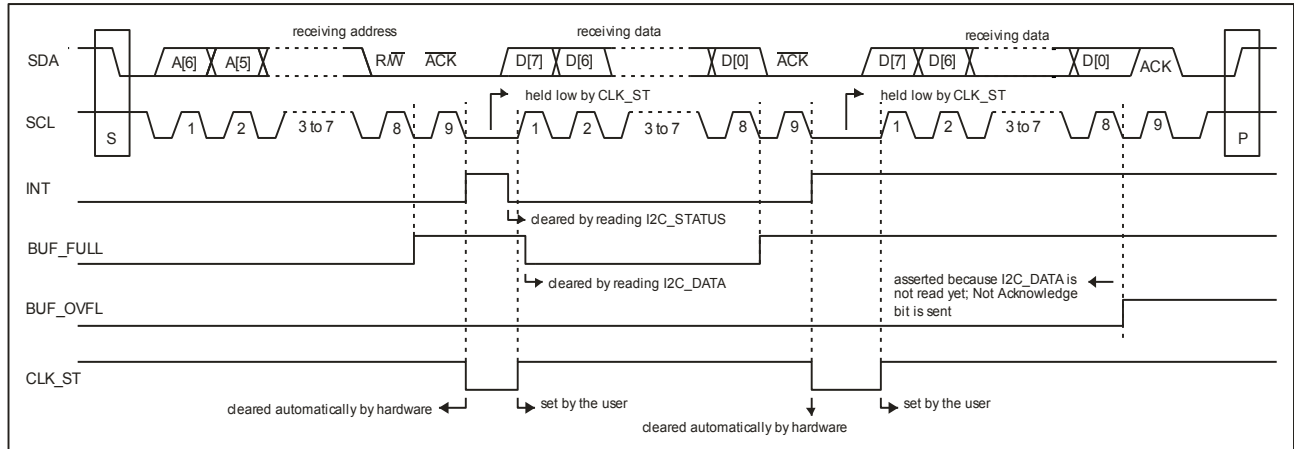 receiving address receiving data receiving data
SDA A[6] A[5] R/W ACK D[7] D[6] D[0] ACK D[7] D[6] D[0] ACK
held low by CLK_ST held low by CLK_ST
SCL S 1 2 3 to 7 8 9 1 2 3 to 7 8 9 1 2 3 to 7 8 9 P
INT
cleared by reading I2C_STATUS
BUF_FULL
cleared by reading I2C_DATA
asserted because I2C_DATA is
not read yet; Not Acknowledge
bit is sent
BUF_OVFL
CLK_ST
cleared automatically by hardware set by the user set by the user
cleared automatically by hardware